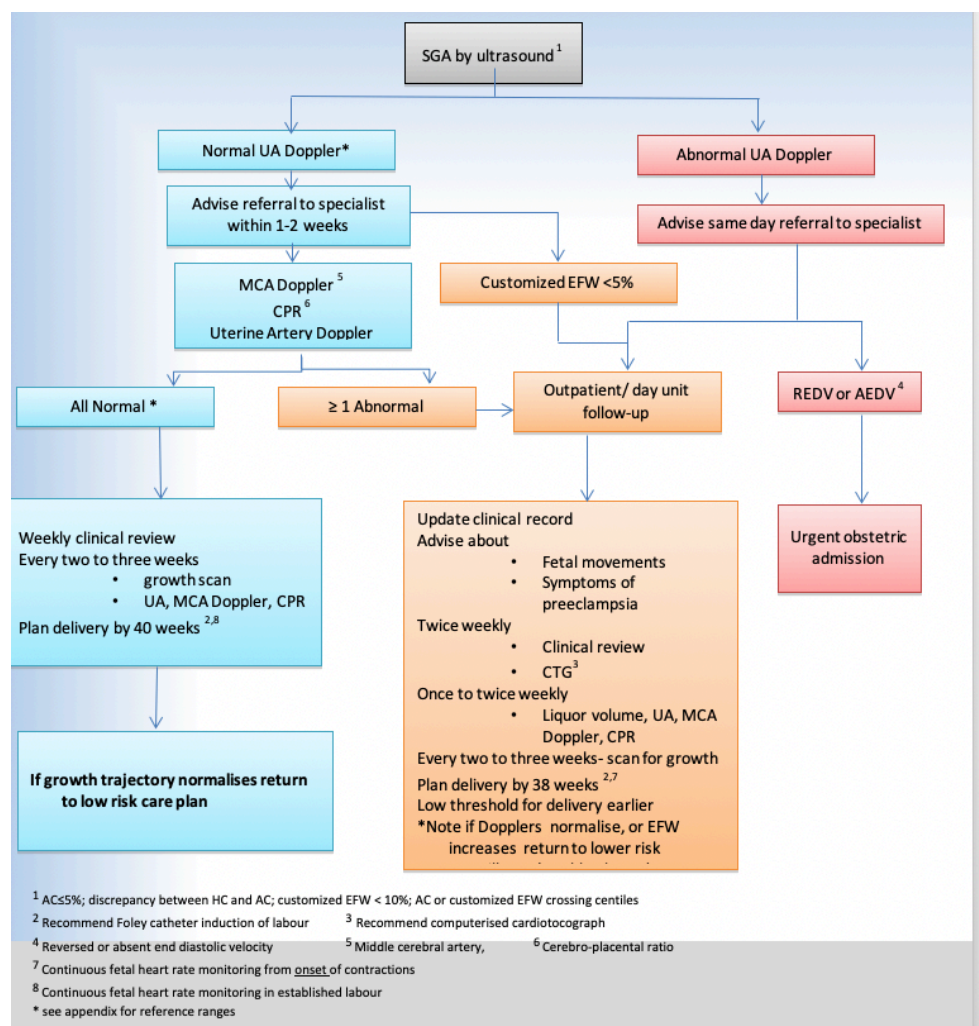 SGA by ultrasound 1
Normal UA Doppler*
Abnormal UA Doppler
Advise referral to specialist
within 1-2 weeks
Advise same day referral to specialist
MCA Doppler 5
CPR 6
Uterine Artery Doppler
Customized EFW <5%
All Normal *
≥ 1 Abnormal
Outpatient/ day unit
follow-up
REDV or AEDV 4
Weekly clinical review
Every two to three weeks
• growth scan
• UA, MCA Doppler, CPR
Plan delivery by 40 weeks 2,8
Update clinical record
Advise about
• Fetal movements
• Symptoms of
preeclampsia
Twice weekly
• Clinical review
• CTG3
Once to twice weekly
• Liquor volume, UA, MCA
Doppler, CPR
Every two to three weeks- scan for growth
Plan delivery by 38 weeks 2,7
Low threshold for delivery earlier
*Note if Dopplers normalise, or EFW
increases return to lower risk
Urgent obstetric
admission
If growth trajectory normalises return
to low risk care plan
1 AC≤5%; discrepancy between HC and AC; customized EFW < 10%; AC or customized EFW crossing centiles
2 Recommend Foley catheter induction of labour 3 Recommend computerised cardiotocograph
4 Reversed or absent end diastolic velocity 5 Middle cerebral artery, 6 Cerebro-placental ratio
7 Continuous fetal heart rate monitoring from onset of contractions
8 Continuous fetal heart rate monitoring in established labour
* see appendix for reference ranges